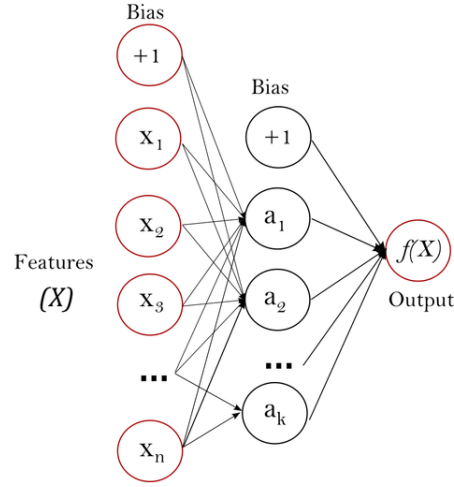 Bias
+1
x1
x2
x3
...
xn
Features
(X)
Bias
+1
a1
a2
...
ak
f(X)
Output